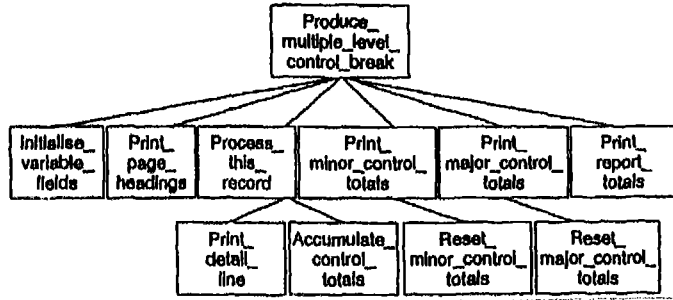 Produce_
multiple_level_
control_break
Initialise_
variable_
fields
Print_
page_
headings
Process_
this_
record
Print_
minor_control_
totals
Print_
major_control_
totals
Print_
report_
totals
Print_
detail_
line
Accumulate_
control_
totals
Reset_
minor_control_
totals
Reset_
major_control_
totals